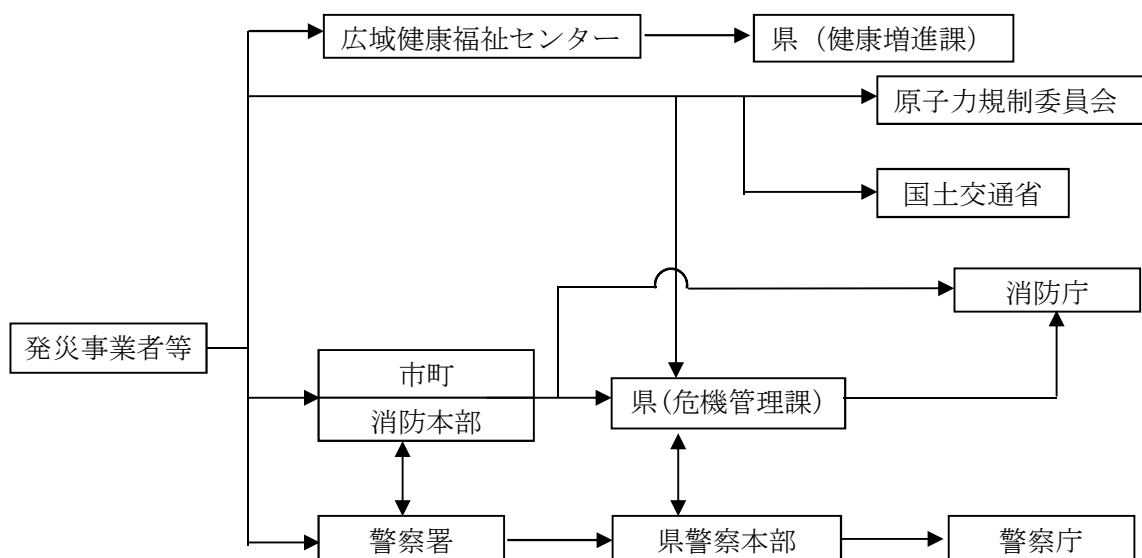 広域健康福祉センター
県（健康増進課）
原子力規制委員会
国土交通省
消防庁
発災事業者等
市町
県(危機管理課)
消防本部
警察署
県警察本部
警察庁